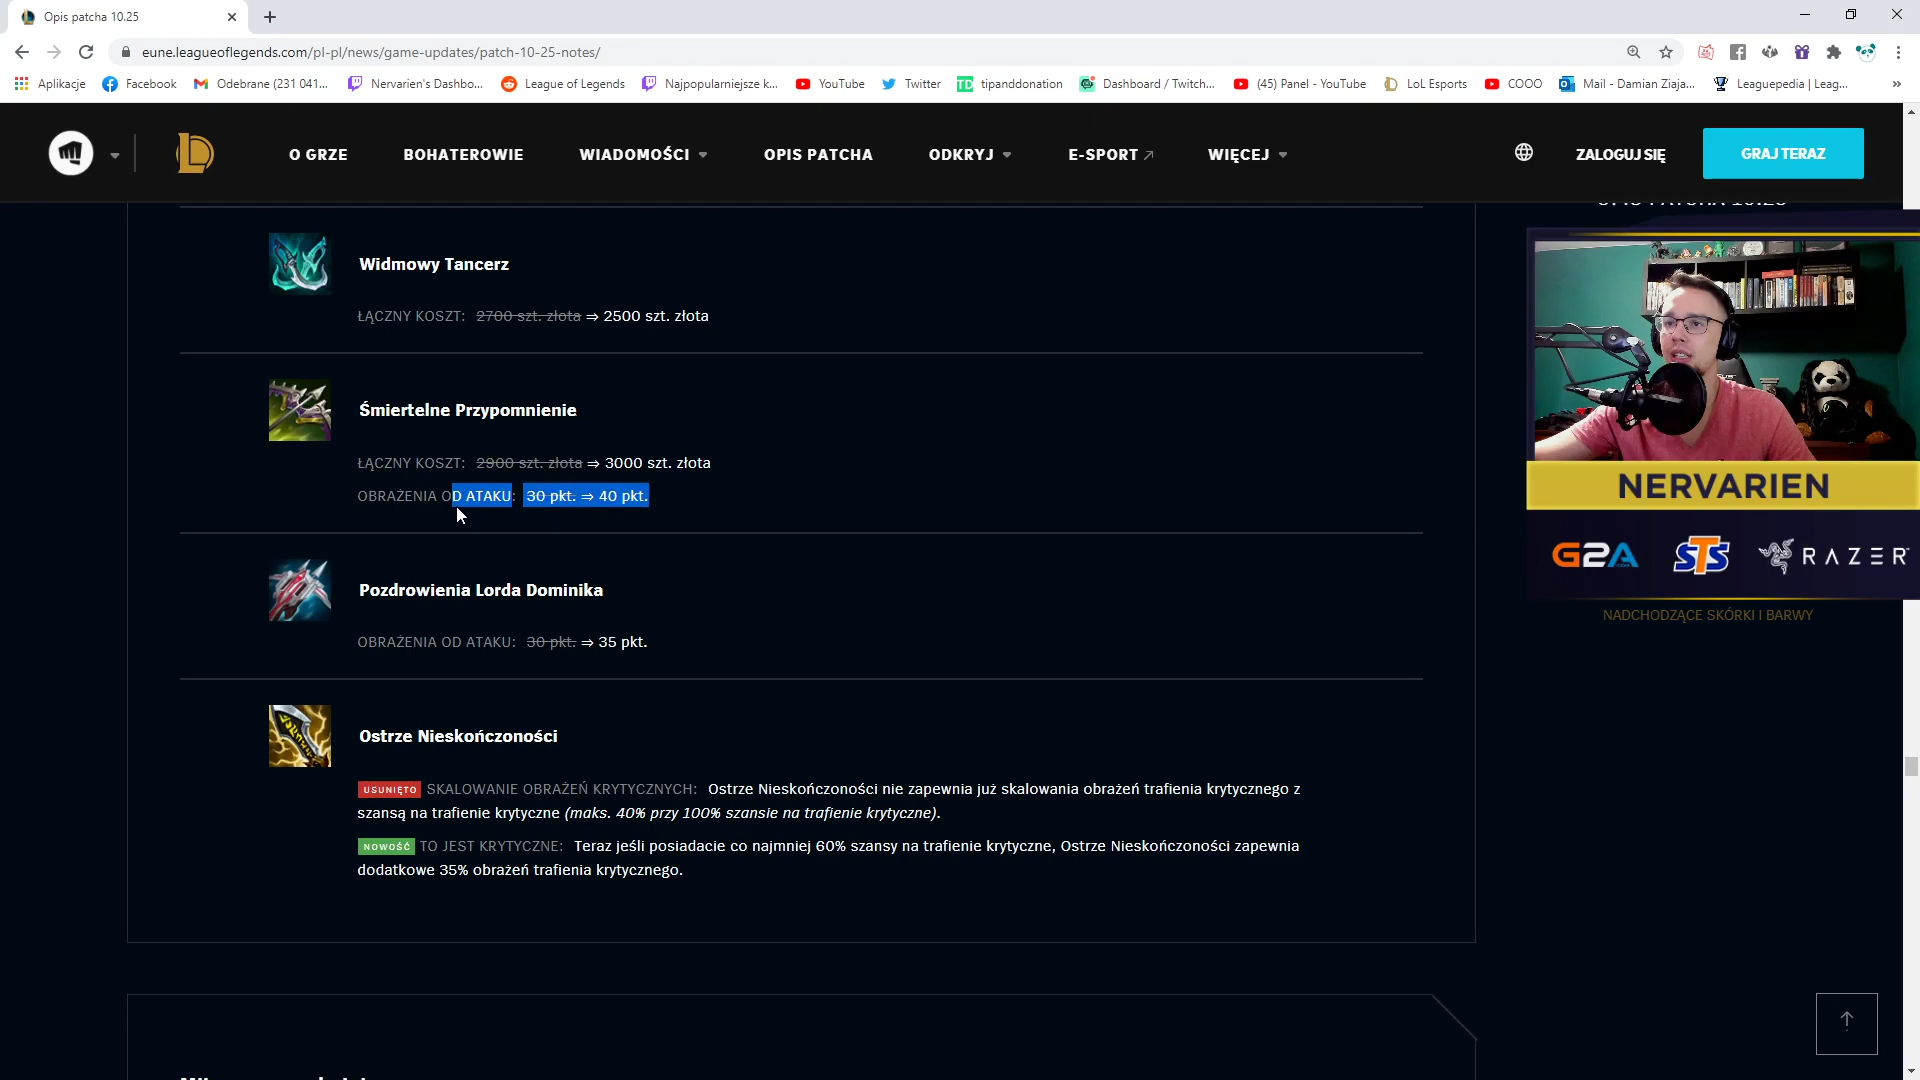 Opis patcha 10.25
eune.leagueoflegends.com/pl-pl/news/game-updates/patch-10-25-notes/
Aplikacje Facebook Odebrane (231 041... Nervarien's Dashbo... League of Legends Najpopularniejsze k... YouTube Twitter tipanddonation Dashboard / Twitch... (45) Panel - YouTube LoL Esports COOO Mail - Damian Ziaja... Leaguepedia | Leag... »
O GRZE BOHATEROWIE WIADOMOŚCI OPIS PATCHA ODKRYJ E-SPORT WIĘCEJ ZALOGUJ SIĘ GRAJ TERAZ
Widmowy Tancerz
ŁĄCZNY KOSZT: 2700 szt. złota ⇒ 2500 szt. złota
Śmiertelne Przypomnienie
ŁĄCZNY KOSZT: 2900 szt. złota ⇒ 3000 szt. złota
OBRAŻENIA OD ATAKU: 30 pkt. ⇒ 40 pkt.
Pozdrowienia Lorda Dominika
OBRAŻENIA OD ATAKU: 30 pkt. ⇒ 35 pkt.
Ostrze Nieskończoności
USUNIĘTO SKALOWANIE OBRAŻEŃ KRYTYCZNYCH: Ostrze Nieskończoności nie zapewnia już skalowania obrażeń trafienia krytycznego z
szansą na trafienie krytyczne (maks. 40% przy 100% szansie na trafienie krytyczne).
NOWOŚĆ TO JEST KRYTYCZNE: Teraz jeśli posiadacie co najmniej 60% szansy na trafienie krytyczne, Ostrze Nieskończoności zapewnia
dodatkowe 35% obrażeń trafienia krytycznego.
NERVARIEN
G2A STS RAZER
NADCHODZĄCE SKÓRKI I BARWY